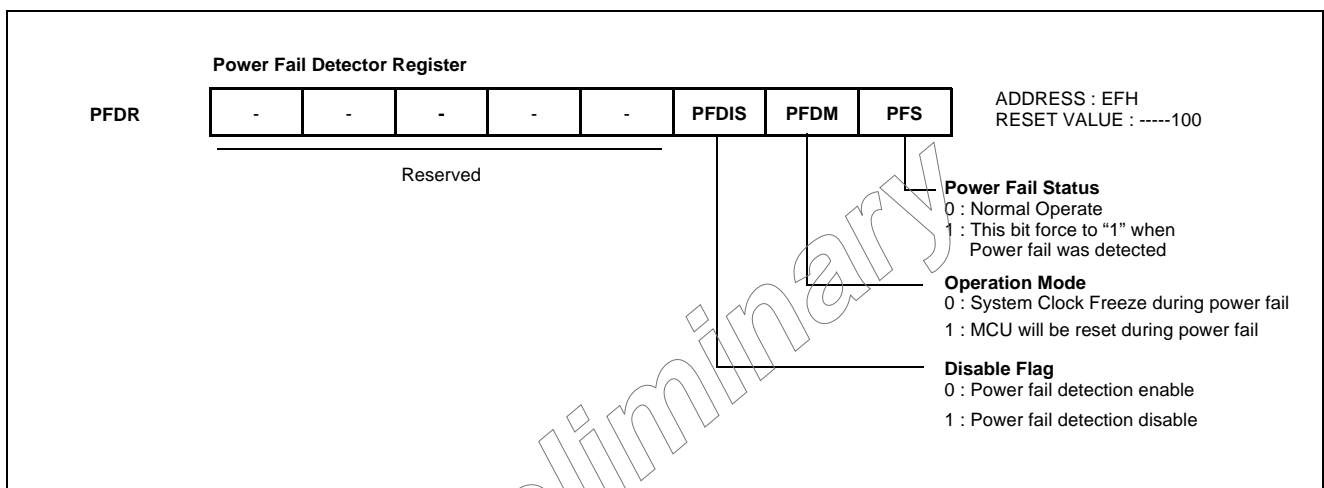 Power Fail Detector Register
PFDR - - - - - PFDIS PFDM PFS
ADDRESS : EFH
RESET VALUE : -----100
Reserved
Power Fail Status
0 : Normal Operate
1 : This bit force to “1” when
Power fail was detected
Operation Mode
0 : System Clock Freeze during power fail
1 : MCU will be reset during power fail
Disable Flag
0 : Power fail detection enable
1 : Power fail detection disable
eliminary